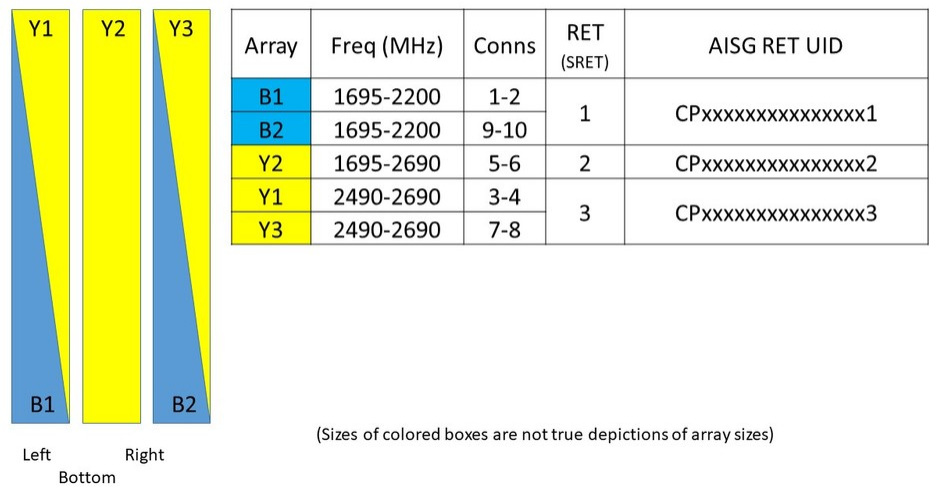 Y1 Y2 Y3
B1 B2
Left Right
Bottom
Array Freq (MHz) Conns RET (SRET) AISG RET UID
B1 1695-2200 1-2 1 CPxxxxxxxxxxxxxxx1
B2 1695-2200 9-10
Y2 1695-2690 5-6 2 CPxxxxxxxxxxxxxxx2
Y1 2490-2690 3-4 3 CPxxxxxxxxxxxxxxx3
Y3 2490-2690 7-8
(Sizes of colored boxes are not true depictions of array sizes)